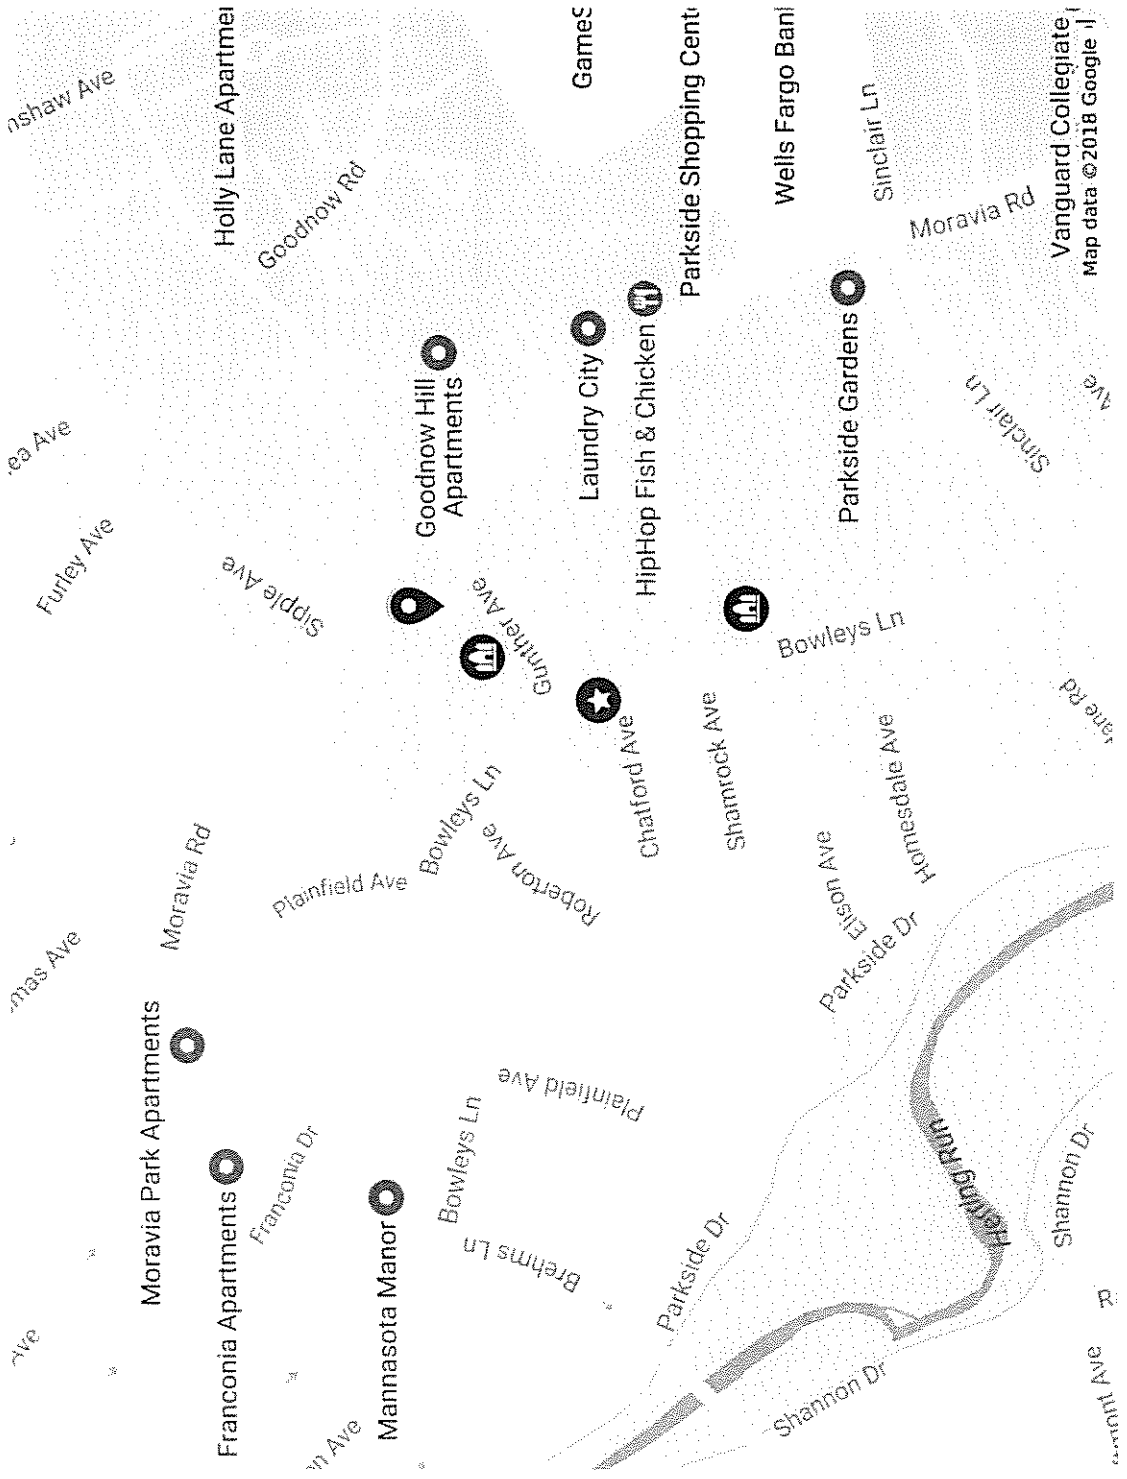 Moravia Park Apartments
Franconia Apartments
Franconia Dr
Mannasota Manor
Moravia Rd
Plainfield Ave
Furley Ave
Sipple Ave
Holly Lane Apartmen
Goodnow Rd
Goodnow Hill
Apartments
Gunther Ave
Bowleys Ln
Roberton Ave
Bowleys Ln
Plainfield Ave
Brehms Ln
GameS
Laundry City
HipHop Fish & Chicken
Parkside Shopping Cent
Chatford Ave
Shamrock Ave
Wells Fargo Ban
Parkside Gardens
Bowleys Ln
Sinclair Ln
Moravia Rd
Sinclair Ln
Elison Ave
Homesdale Ave
Parkside Dr
Parkside Dr
Herring Run
Shannon Dr
Shannon Dr
Ave
Vanguard Collegiate
Map data ©2018 Google